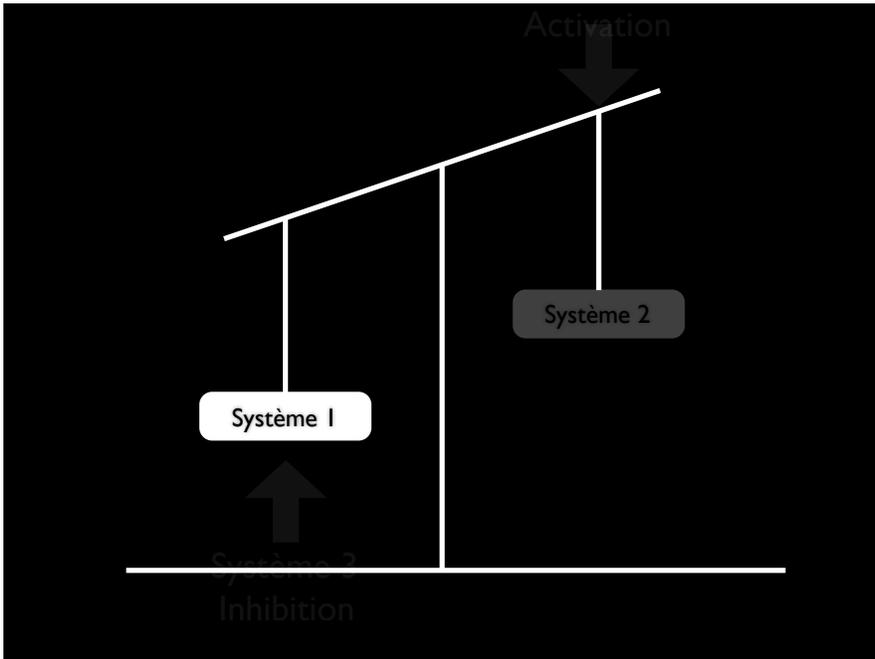 Activation
Système 2
Système 1
Système 3
Inhibition